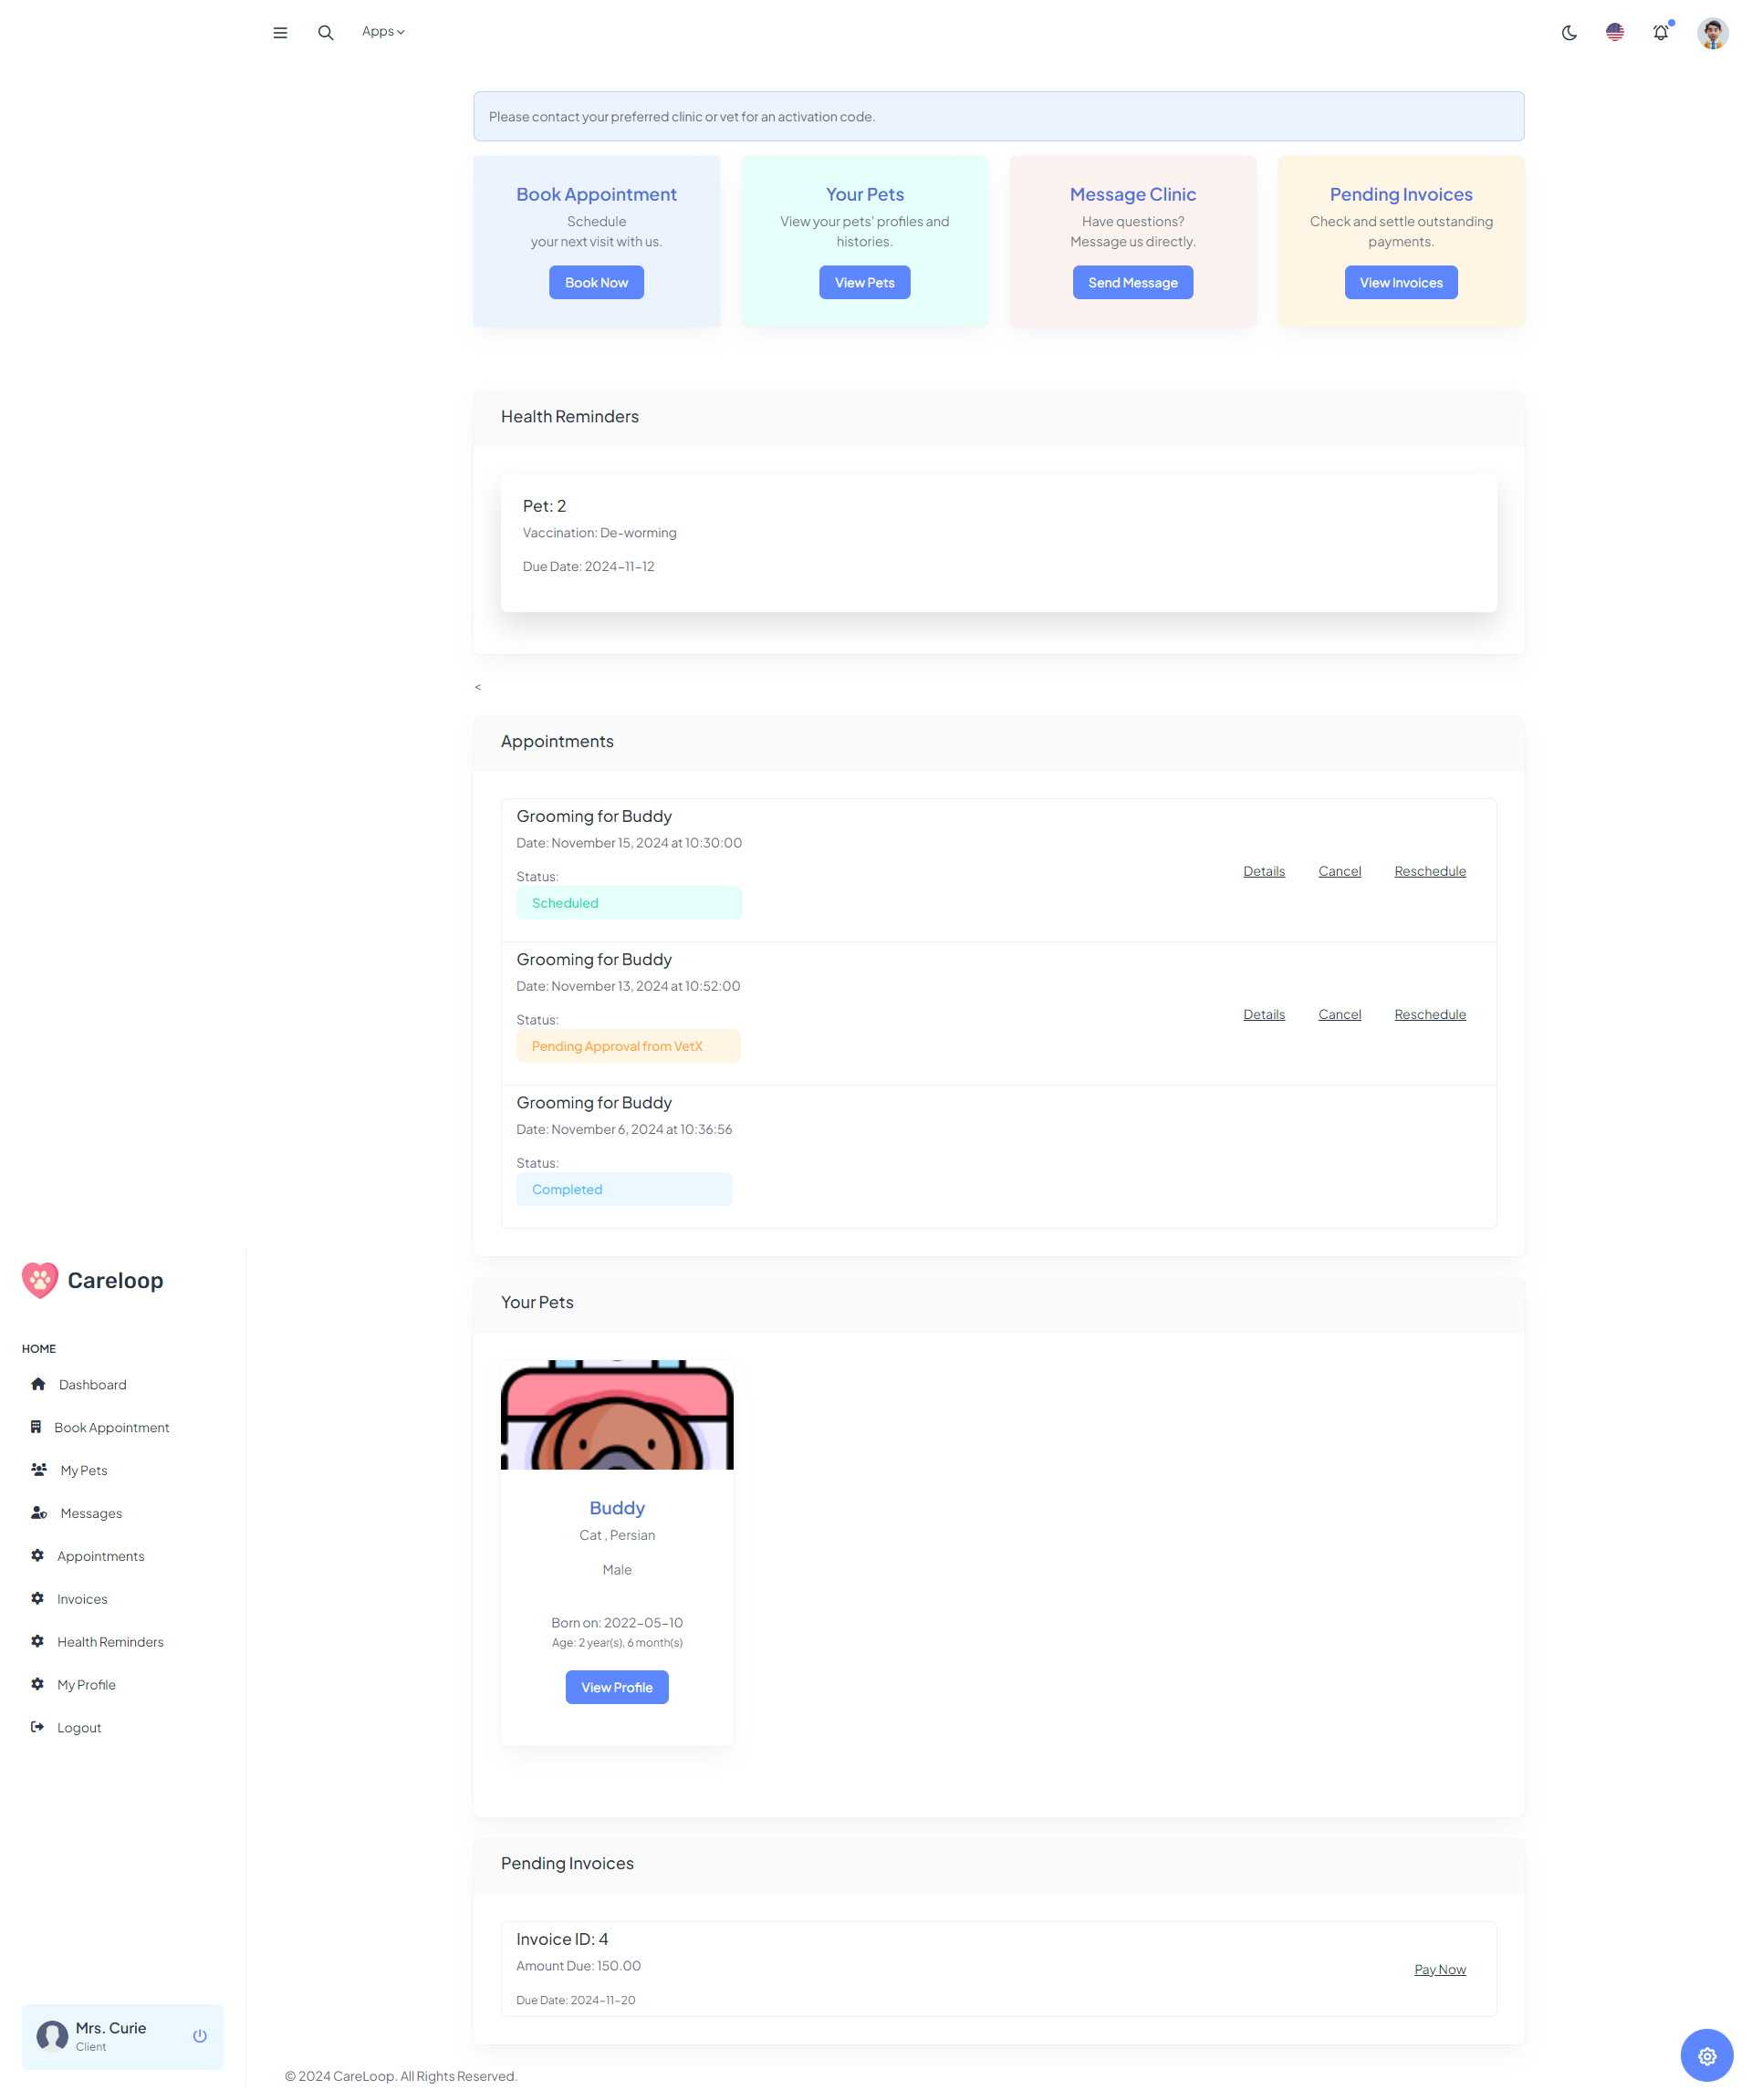 Apps
Please contact your preferred clinic or vet for an activation code.
Book Appointment
Schedule
your next visit with us.
Book Now
Your Pets
View your pets' profiles and
histories.
View Pets
Message Clinic
Have questions?
Message us directly.
Send Message
Pending Invoices
Check and settle outstanding
payments.
View Invoices
Health Reminders
Pet: 2
Vaccination: De-worming
Due Date: 2024-11-12
<
Appointments
Grooming for Buddy
Date: November 15, 2024 at 10:30:00
Status:
Scheduled
Details Cancel Reschedule
Grooming for Buddy
Date: November 13, 2024 at 10:52:00
Status:
Pending Approval from VetX
Details Cancel Reschedule
Grooming for Buddy
Date: November 6, 2024 at 10:36:56
Status:
Completed
Careloop
HOME
Dashboard
Book Appointment
My Pets
Messages
Appointments
Invoices
Health Reminders
My Profile
Logout
Mrs. Curie
Client
Your Pets
Buddy
Cat , Persian
Male
Born on: 2022-05-10
Age: 2 year(s), 6 month(s)
View Profile
Pending Invoices
Invoice ID: 4
Amount Due: 150.00
Due Date: 2024-11-20
Pay Now
© 2024 CareLoop. All Rights Reserved.